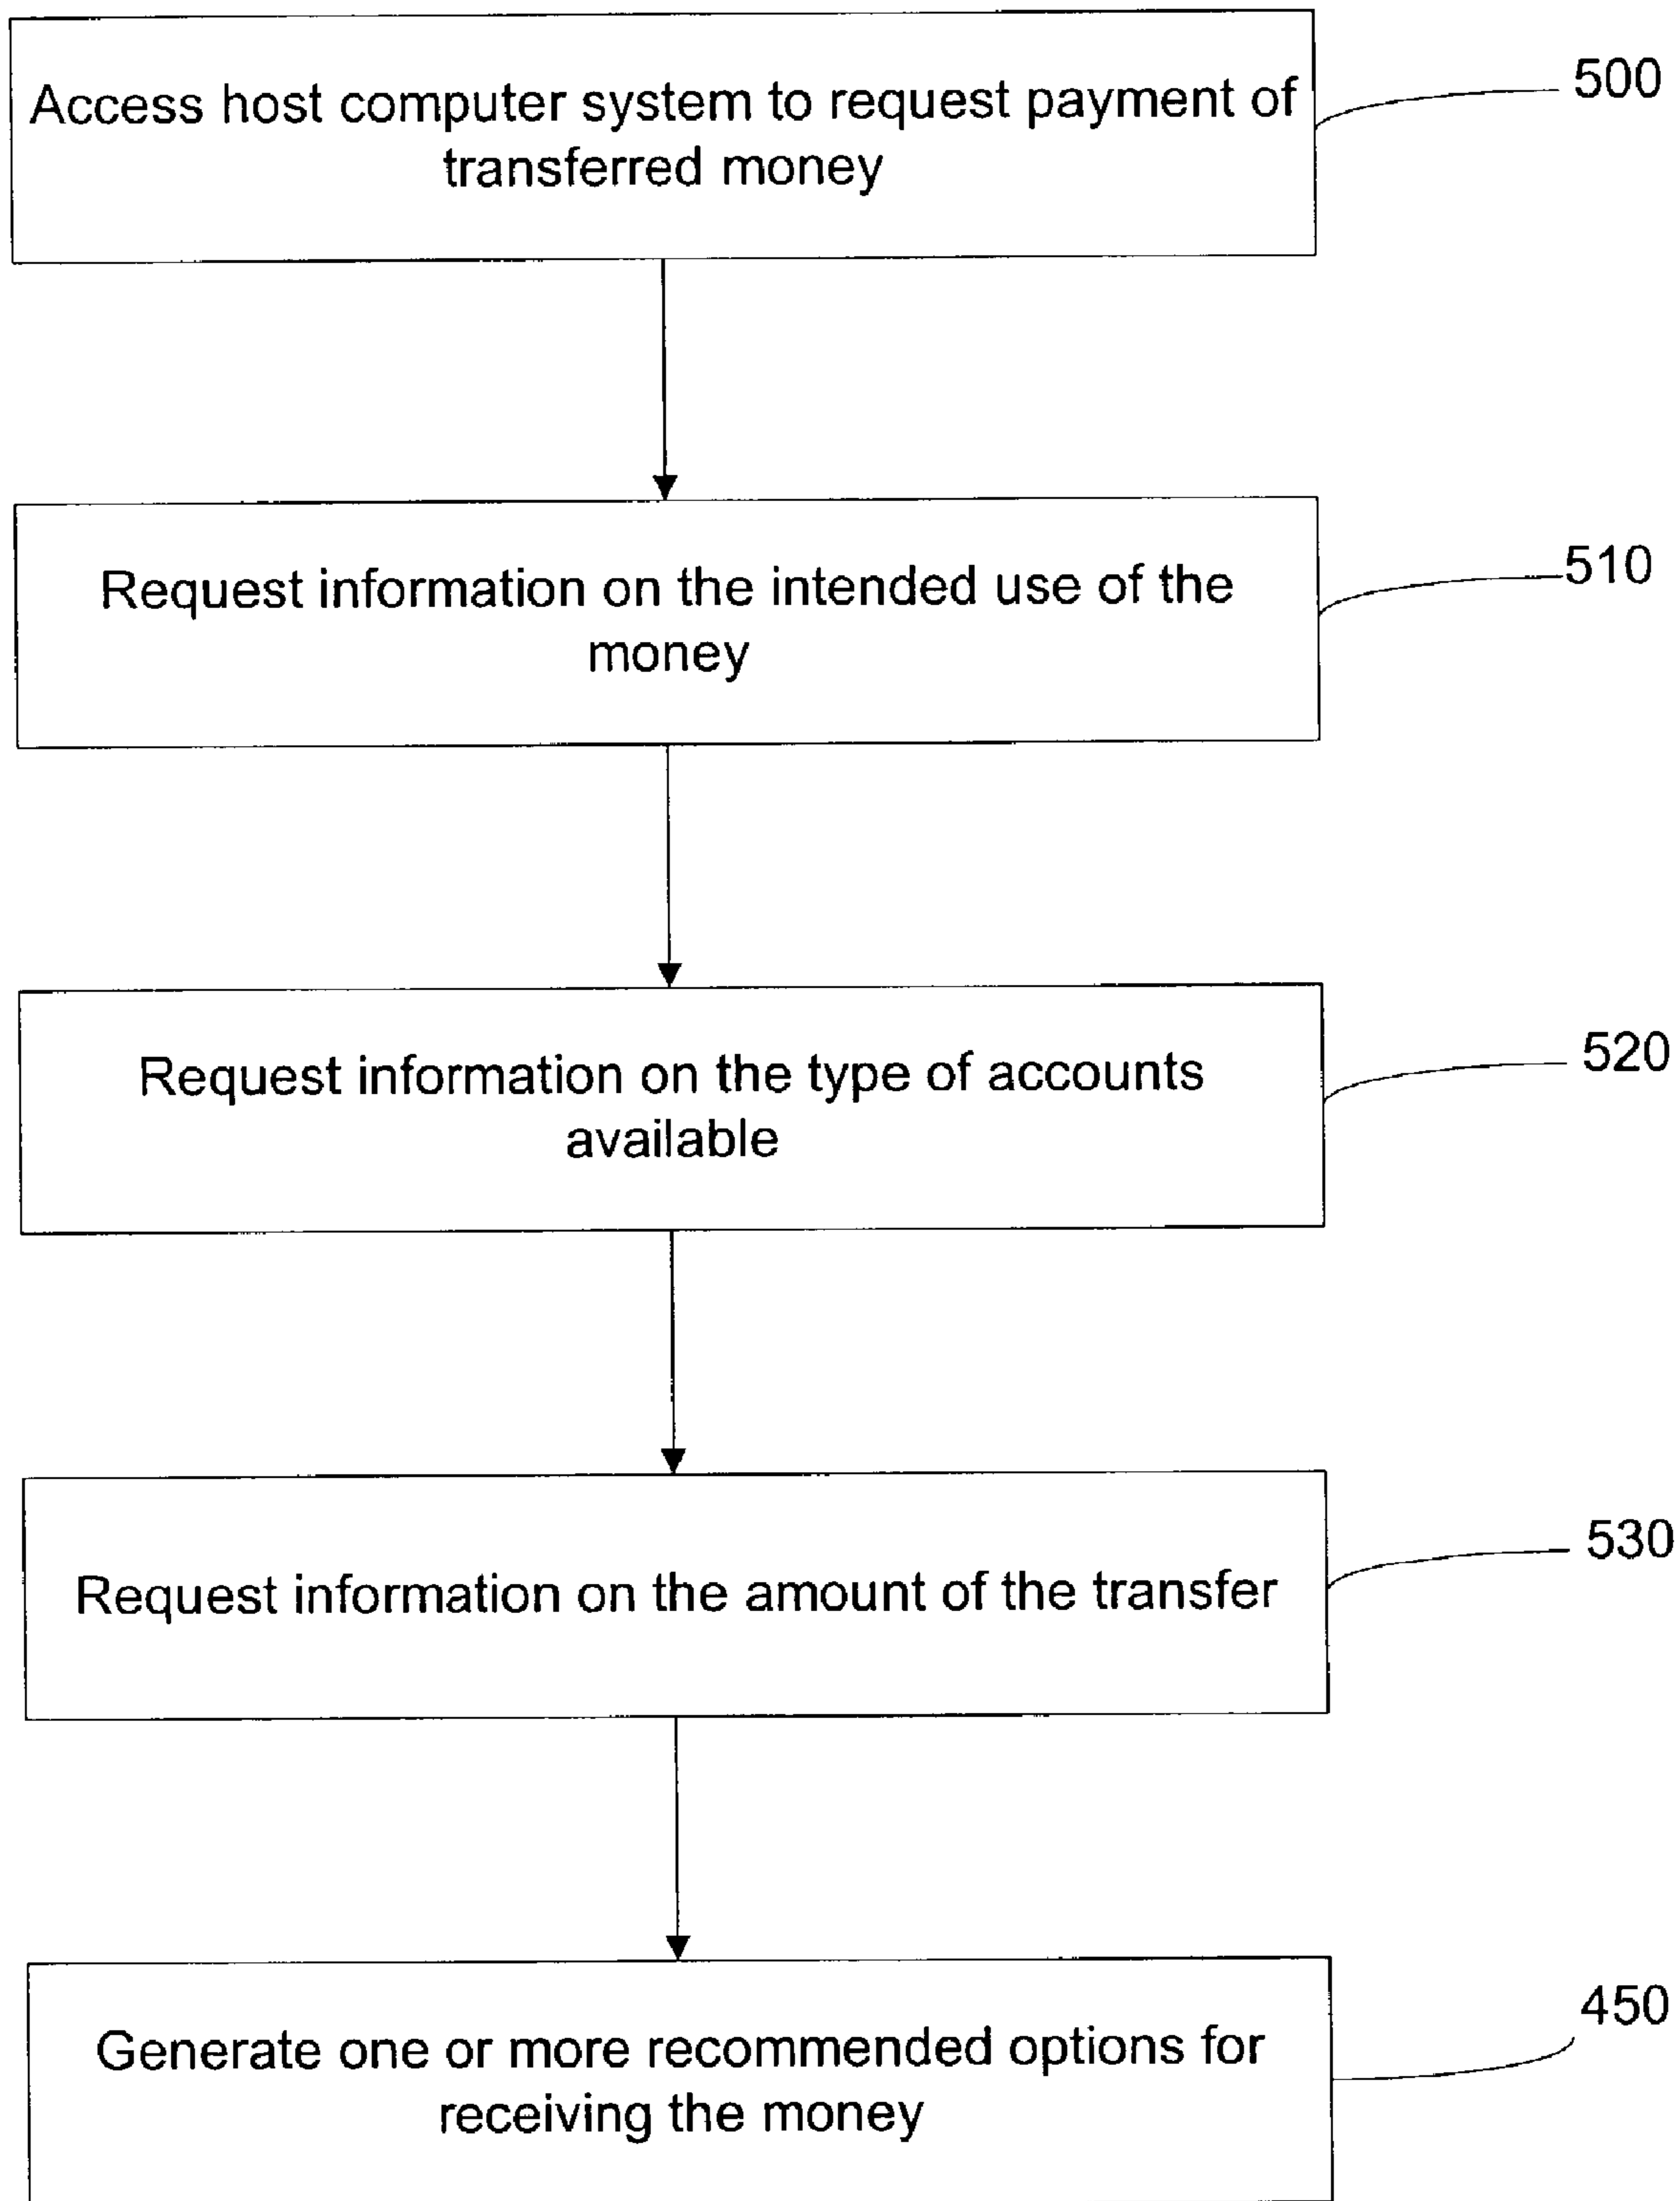 Access host computer system to request payment of
transferred money
500
Request information on the intended use of the
money
510
Request information on the type of accounts
available
520
Request information on the amount of the transfer
530
Generate one or more recommended options for
receiving the money
450